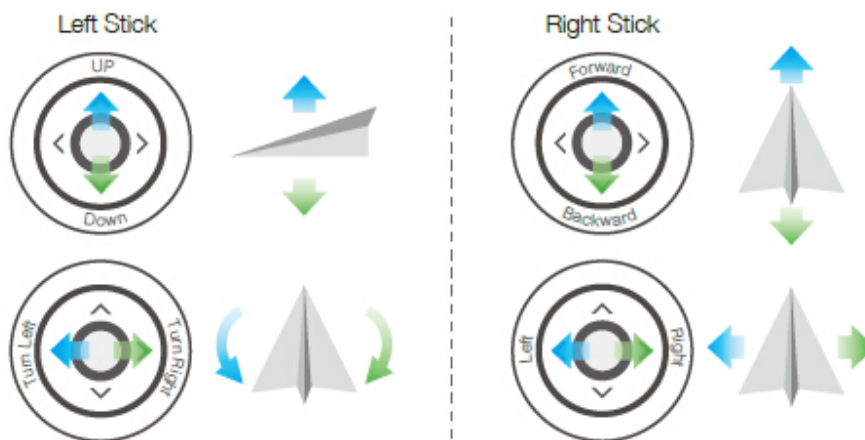 Left Stick
Right Stick
UP
Down
Forward
Backward
Turn Left
Turn Right
Left
Right